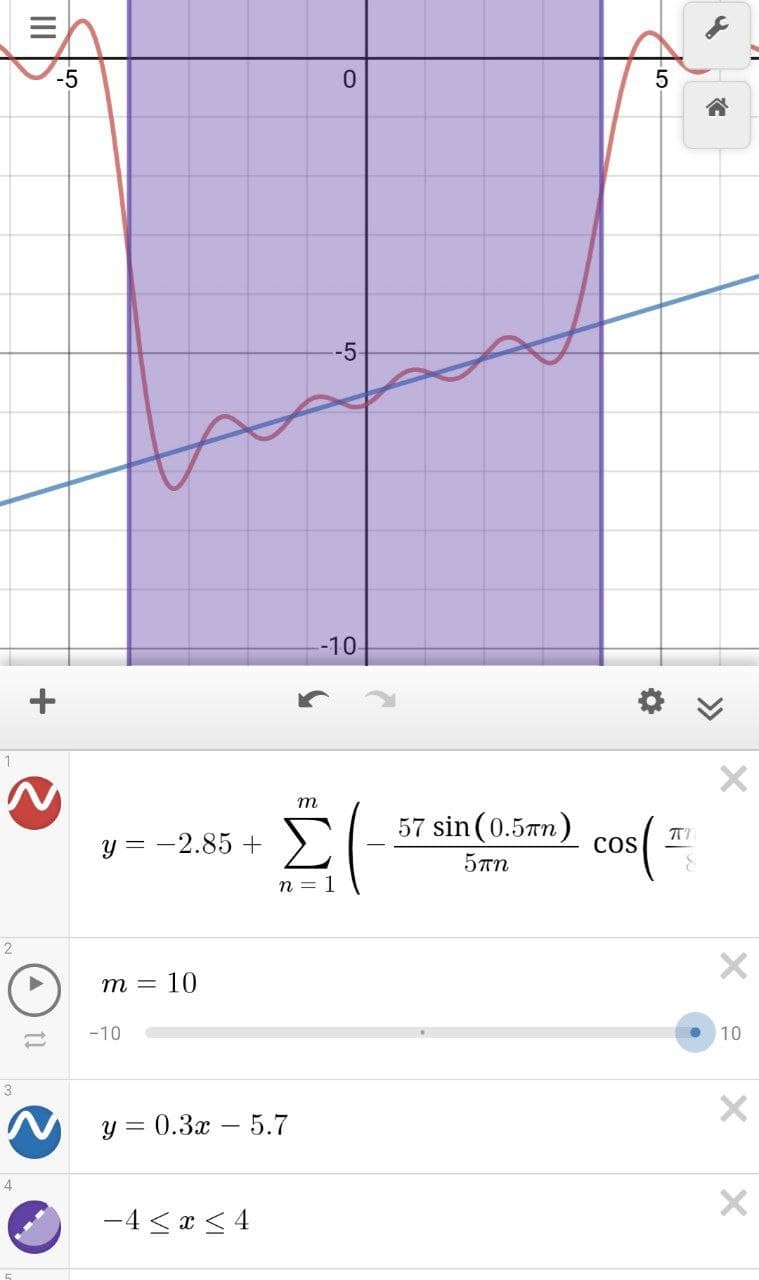 -5
0
5
-5
-10
1
y = −2.85 + ∑ m n = 1 ( − 57 sin(0.5πn) / 5πn cos( π
2
m = 10
−10
10
3
y = 0.3x − 5.7
4
−4 ≤ x ≤ 4